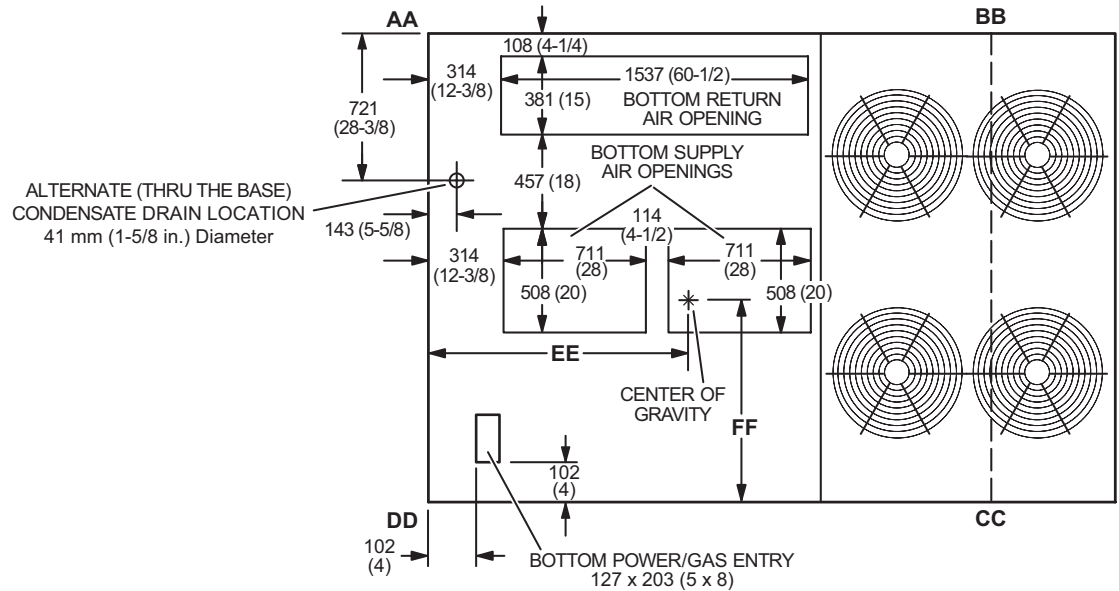 AA
BB
108 (4-1/4)
314
(12-3/8)
1537 (60-1/2)
381 (15)
BOTTOM RETURN
AIR OPENING
721
(28-3/8)
BOTTOM SUPPLY
AIR OPENINGS
457 (18)
ALTERNATE (THRU THE BASE)
CONDENSATE DRAIN LOCATION
41 mm (1-5/8 in.) Diameter
143 (5-5/8)
114
(4-1/2)
314
(12-3/8)
711
(28)
711
(28)
508 (20)
508 (20)
EE
CENTER OF
GRAVITY
FF
102
(4)
DD
CC
102
(4)
BOTTOM POWER/GAS ENTRY
127 x 203 (5 x 8)